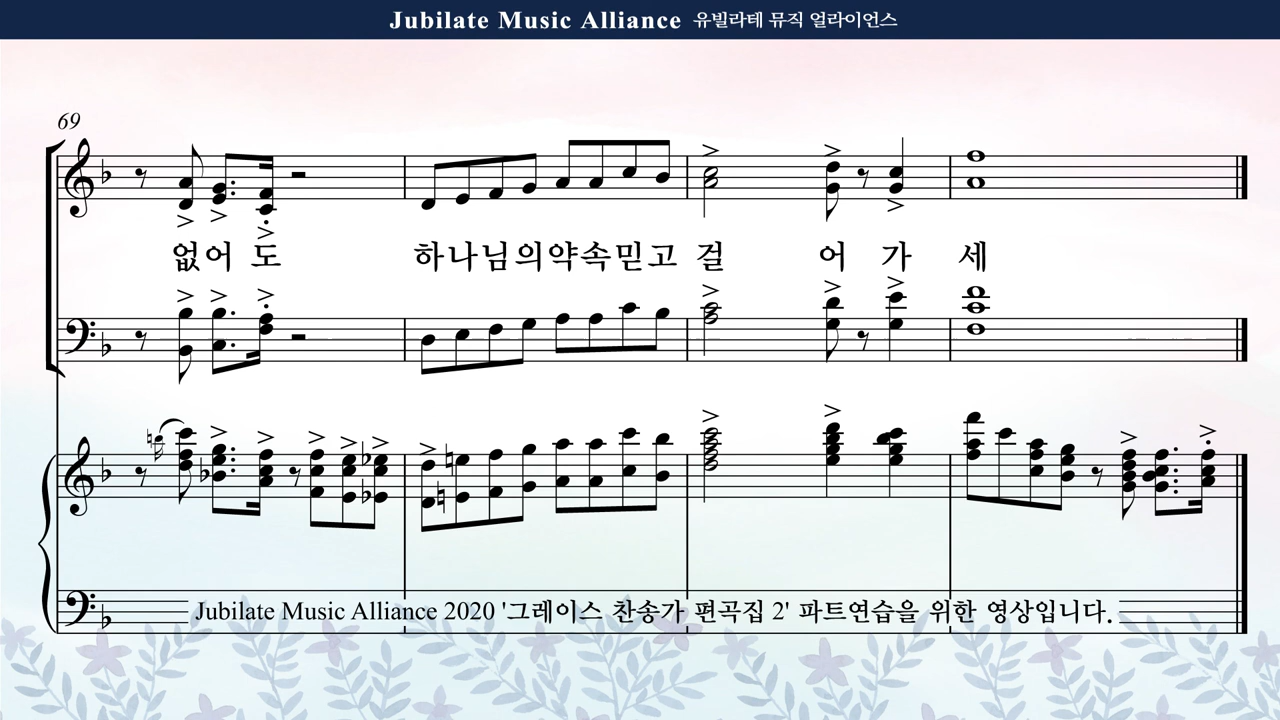 Jubilate Music Alliance 유빌라테 뮤직 얼라이언스
69
없어 도 하나님의약속믿고 걸 어 가 세
Jubilate Music Alliance 2020 '그레이스 찬송가 편곡집 2' 파트연습을 위한 영상입니다.